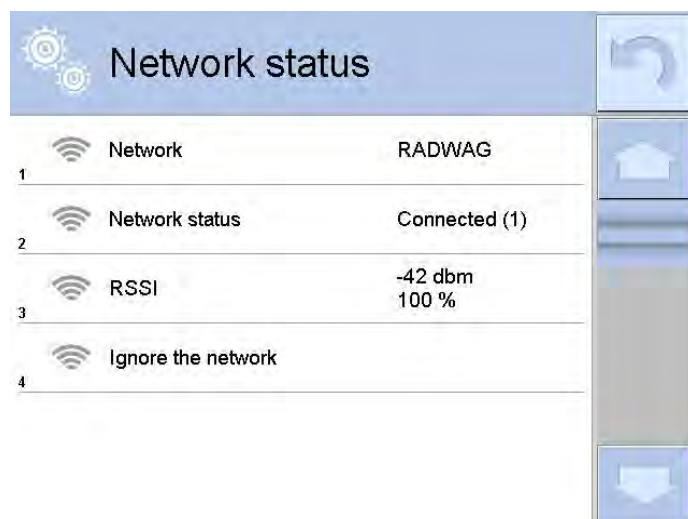 Network status
1 Network RADWAG
2 Network status Connected (1)
3 RSSI -42 dbm
100 %
4 Ignore the network